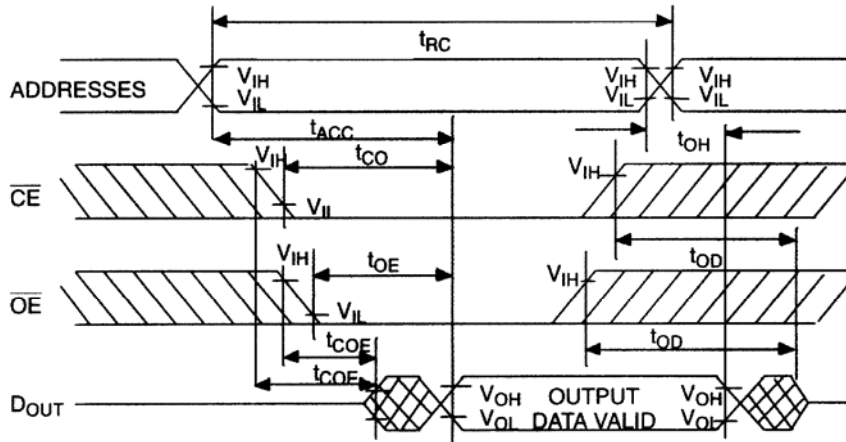 tRC
ADDRESSES
VIH
VIL
VIH
VIL
VIH
VIL
tACC
tOH
CE
VIH
tCO
VIL
VIH
tOD
OE
VIH
tOE
VIL
VIH
tCOE
tOD
tCOE
DOUT
VOH
VOL
OUTPUT
DATA VALID
VOH
VOL